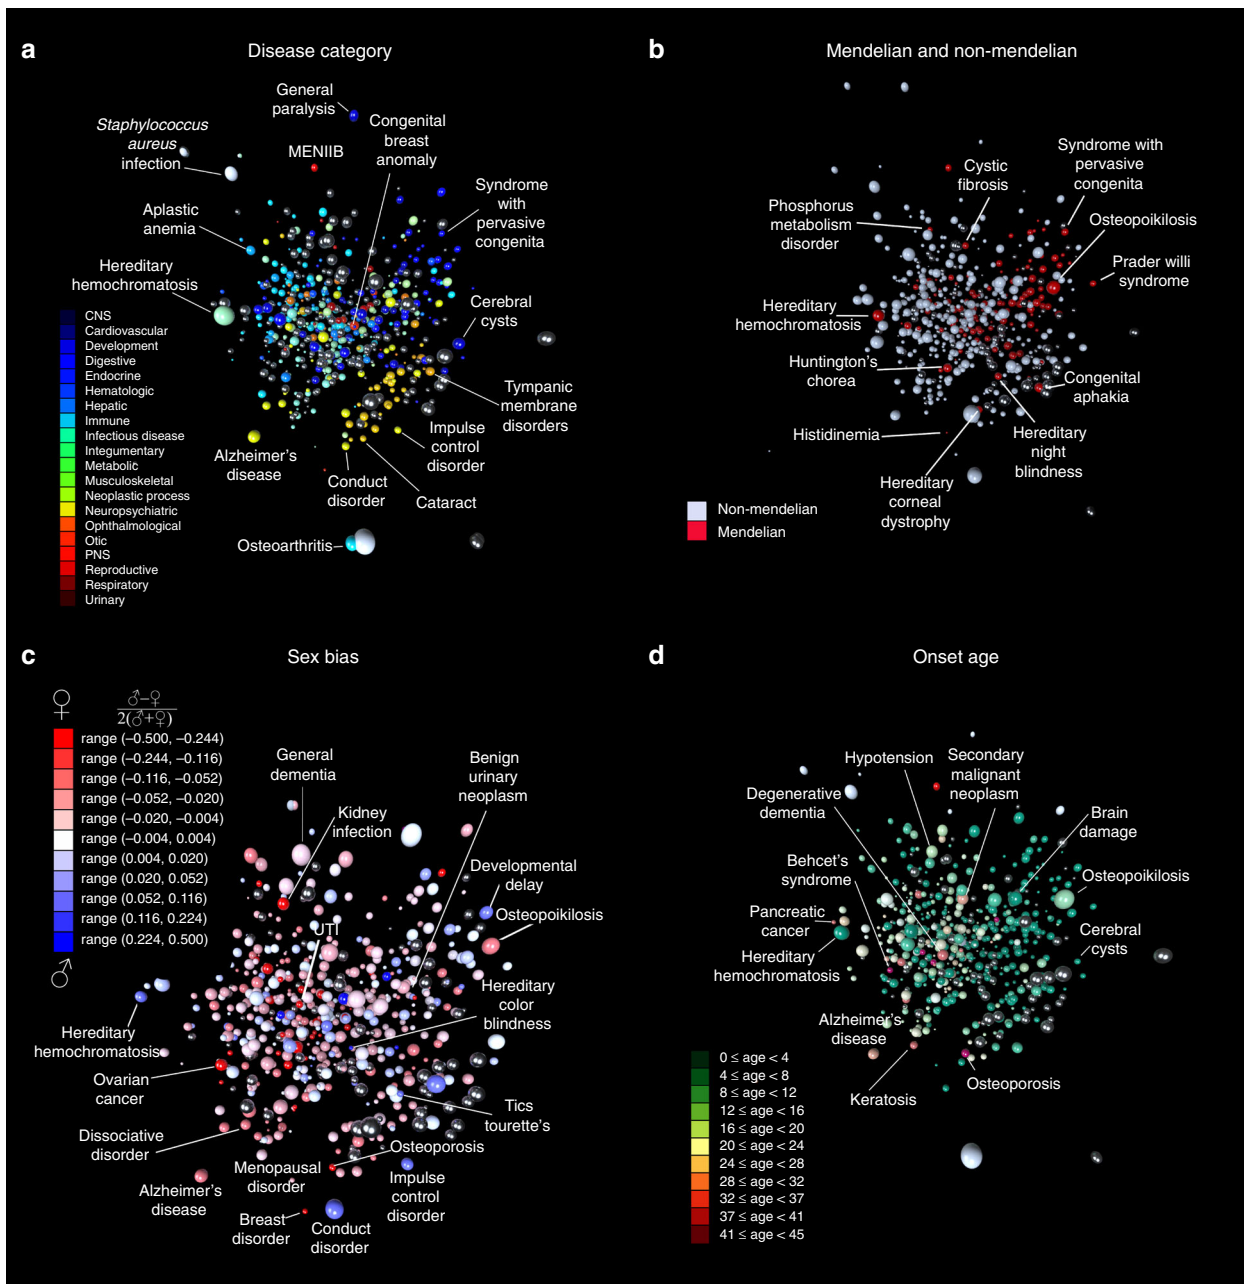 a
Disease category
General
paralysis
Staphylococcus
aureus
infection
MENIIB
Congenital
breast
anomaly
Syndrome
with
pervasive
congenita
Aplastic
anemia
Hereditary
hemochromatosis
Cerebral
cysts
Tympanic
membrane
disorders
Impulse
control
disorder
Alzheimer's
disease
Conduct
disorder
Cataract
Osteoarthritis
CNS
Cardiovascular
Development
Digestive
Endocrine
Hematologic
Hepatic
Immune
Infectious disease
Integumentary
Metabolic
Musculoskeletal
Neoplastic process
Neuropsychiatric
Ophthalmological
Otic
PNS
Reproductive
Respiratory
Urinary
b
Mendelian and non-mendelian
Cystic
fibrosis
Syndrome with
pervasive
congenita
Phosphorus
metabolism
disorder
Osteopoikilosis
Prader willi
syndrome
Hereditary
hemochromatosis
Huntington's
chorea
Congenital
aphakia
Histidinemia
Hereditary
night
blindness
Hereditary
corneal
dystrophy
Non-mendelian
Mendelian
c
Sex bias
♀
♂–♀
2(♂+♀)
range (–0.500, –0.244)
range (–0.244, –0.116)
range (–0.116, –0.052)
range (–0.052, –0.020)
range (–0.020, –0.004)
range (–0.004, 0.004)
range (0.004, 0.020)
range (0.020, 0.052)
range (0.052, 0.116)
range (0.116, 0.224)
range (0.224, 0.500)
♂
General
dementia
Benign
urinary
neoplasm
Kidney
infection
Developmental
delay
Osteopoikilosis
UTI
Hereditary
color
blindness
Hereditary
hemochromatosis
Ovarian
cancer
Tics
tourette's
Dissociative
disorder
Osteoporosis
Menopausal
disorder
Impulse
control
disorder
Alzheimer's
disease
Breast
disorder
Conduct
disorder
d
Onset age
Hypotension
Secondary
malignant
neoplasm
Degenerative
dementia
Brain
damage
Behcet's
syndrome
Osteopoikilosis
Pancreatic
cancer
Cerebral
cysts
Hereditary
hemochromatosis
Alzheimer's
disease
Osteoporosis
Keratosis
0 ≤ age < 4
4 ≤ age < 8
8 ≤ age < 12
12 ≤ age < 16
16 ≤ age < 20
20 ≤ age < 24
24 ≤ age < 28
28 ≤ age < 32
32 ≤ age < 37
37 ≤ age < 41
41 ≤ age < 45